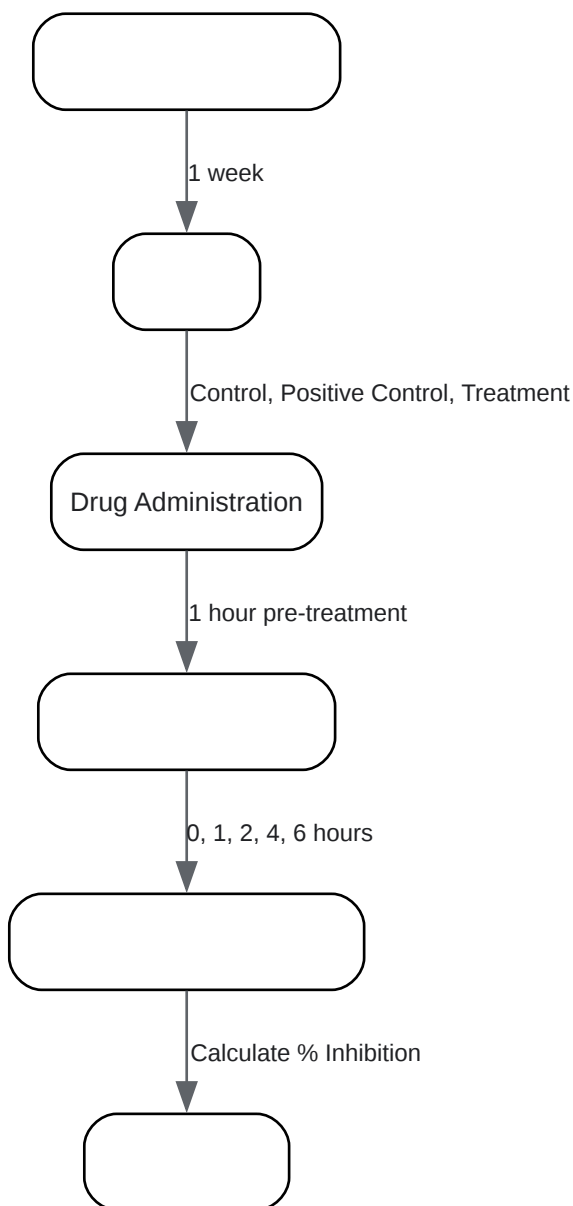 1 week
Control, Positive Control, Treatment
Drug Administration
1 hour pre-treatment
0, 1, 2, 4, 6 hours
Calculate % Inhibition